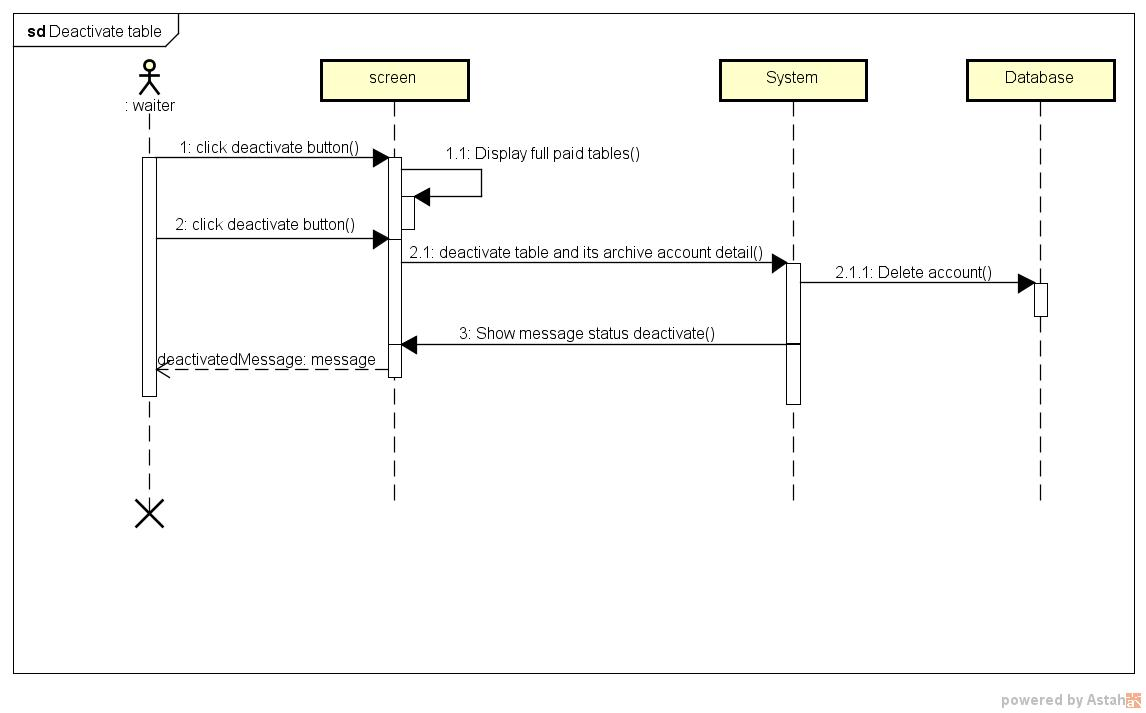 sd Deactivate table
: waiter
screen
System
Database
1: click deactivate button()
1.1: Display full paid tables()
2: click deactivate button()
2.1: deactivate table and its archive account detail()
2.1.1: Delete account()
3: Show message status deactivate()
deactivatedMessage: message
powered by Astah